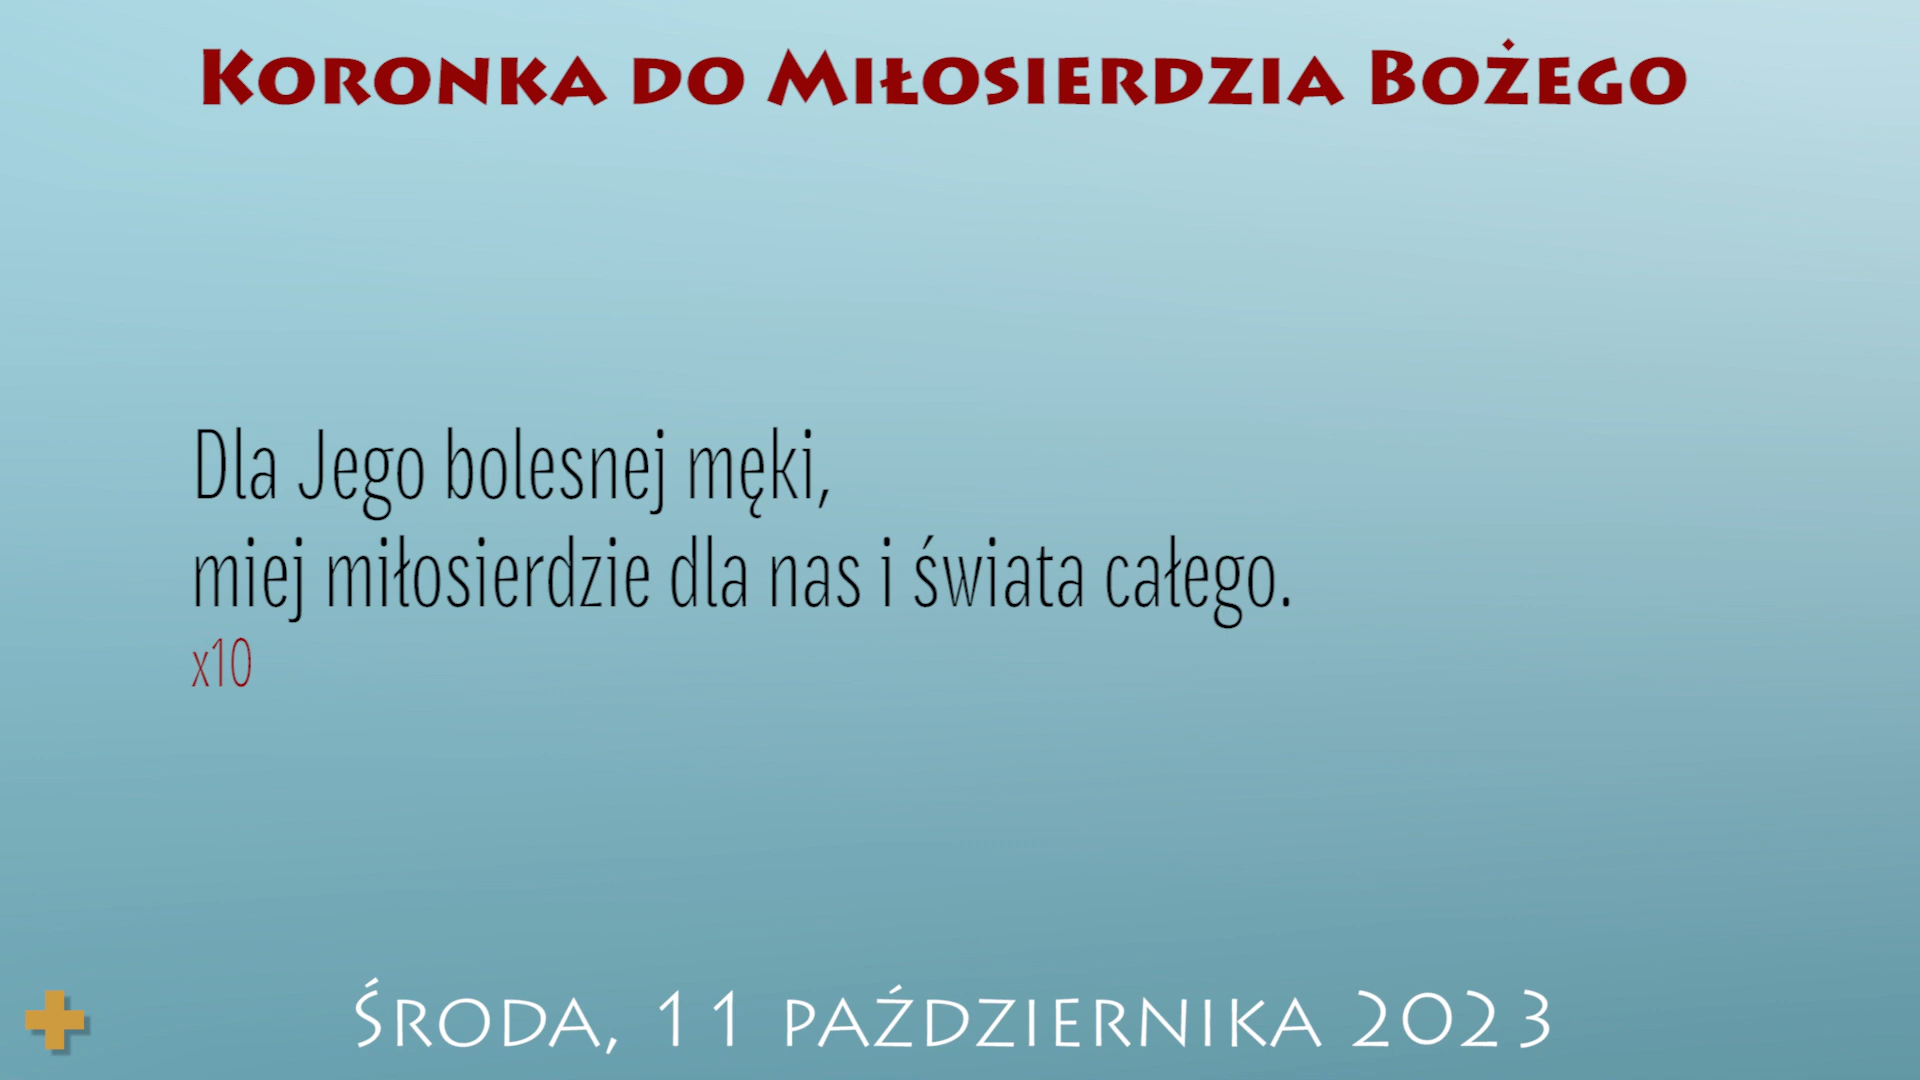 Koronka do Miłosierdzia Bożego
Dla Jego bolesnej męki,
miej miłosierdzie dla nas i świata całego.
x10
Środa, 11 października 2023